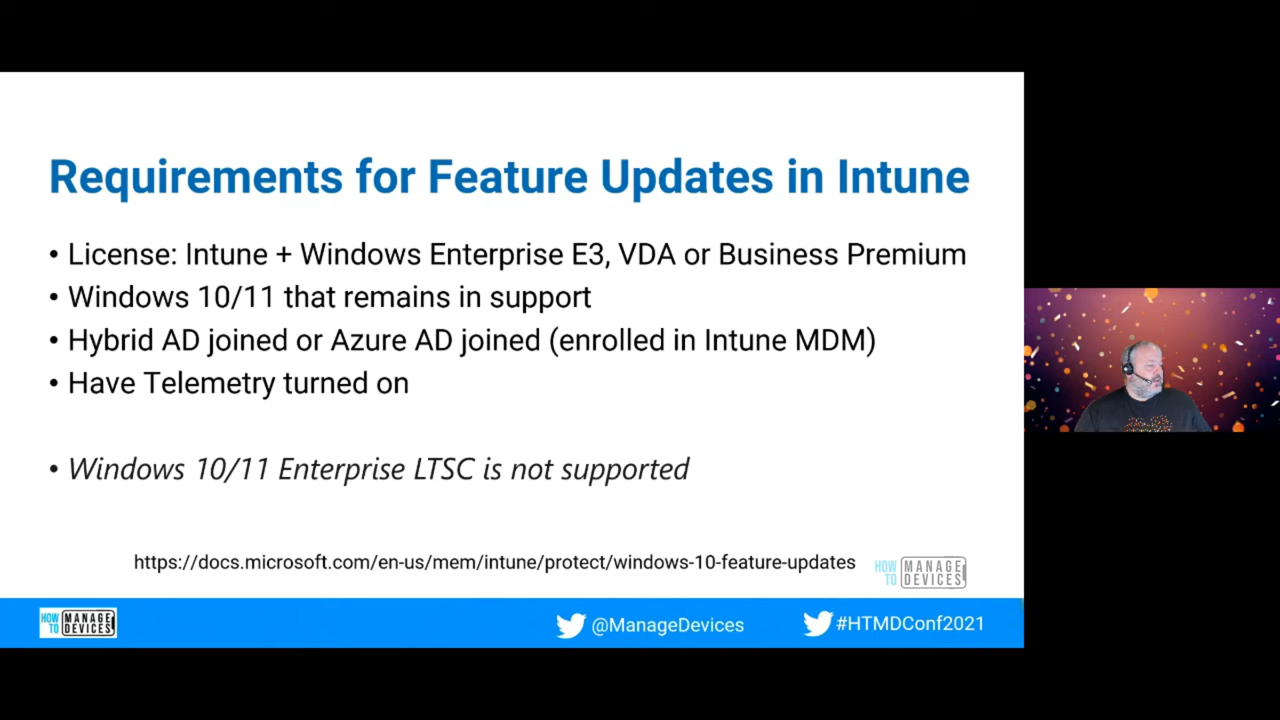 Requirements for Feature Updates in Intune
• License: Intune + Windows Enterprise E3, VDA or Business Premium
• Windows 10/11 that remains in support
• Hybrid AD joined or Azure AD joined (enrolled in Intune MDM)
• Have Telemetry turned on
• Windows 10/11 Enterprise LTSC is not supported
https://docs.microsoft.com/en-us/mem/intune/protect/windows-10-feature-updates
HOW TO MANAGE DEVICES
HOW TO MANAGE DEVICES
@ManageDevices
#HTMDConf2021